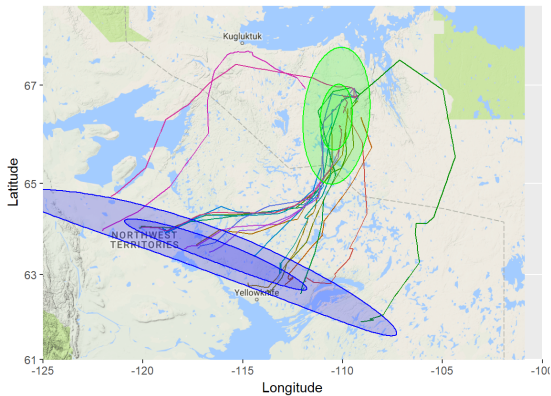 Kugluktuk
67
65
NORTHWEST
TERRITORIES
63
Yellowknife
61
-125
-120
-115
-110
-105
-100
Latitude
Longitude